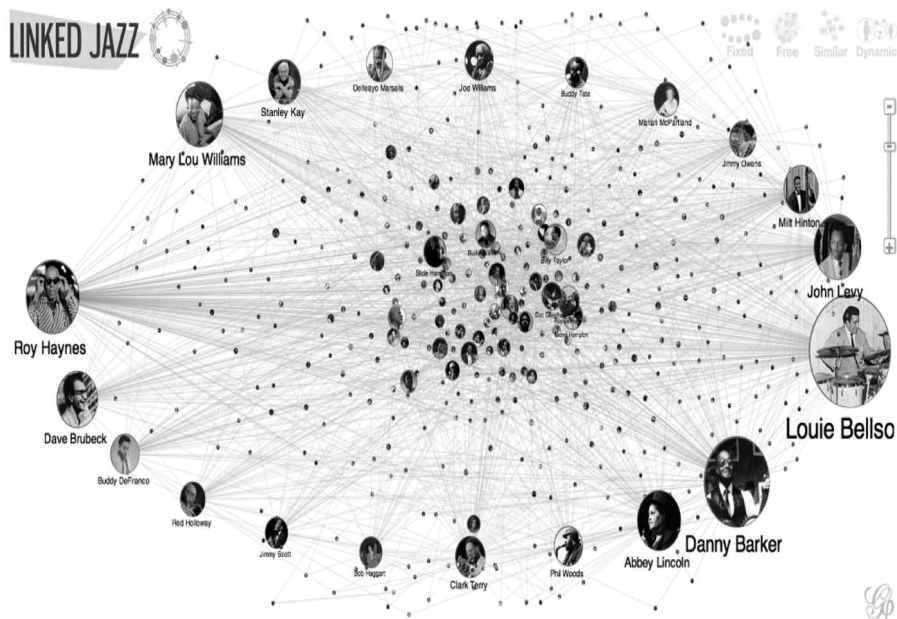 LINKED JAZZ
Fixed
Free
Similar
Dynamic
Stanley Kay
Delfeayo Marsalis
Joe Williams
Buddy Tate
Marian McPartland
Mary Lou Williams
Jimmy Owens
Milt Hinton
Billy Taylor
John Levy
Roy Haynes
Louie Bellso
Dave Brubeck
Buddy DeFranco
Red Holloway
Jimmy Scott
Bob Haggart
Clark Terry
Phil Woods
Abbey Lincoln
Danny Barker